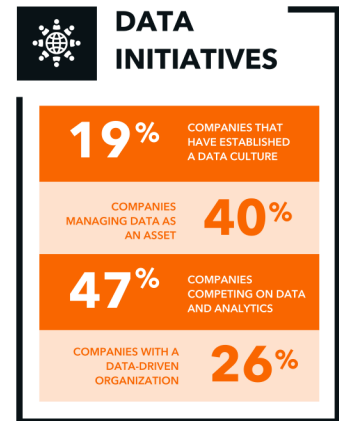 DATA
INITIATIVES
19%
COMPANIES THAT
HAVE ESTABLISHED
A DATA CULTURE
COMPANIES
MANAGING DATA AS
AN ASSET
40%
47%
COMPANIES
COMPETING ON DATA
AND ANALYTICS
COMPANIES WITH A
DATA-DRIVEN
ORGANIZATION
26%